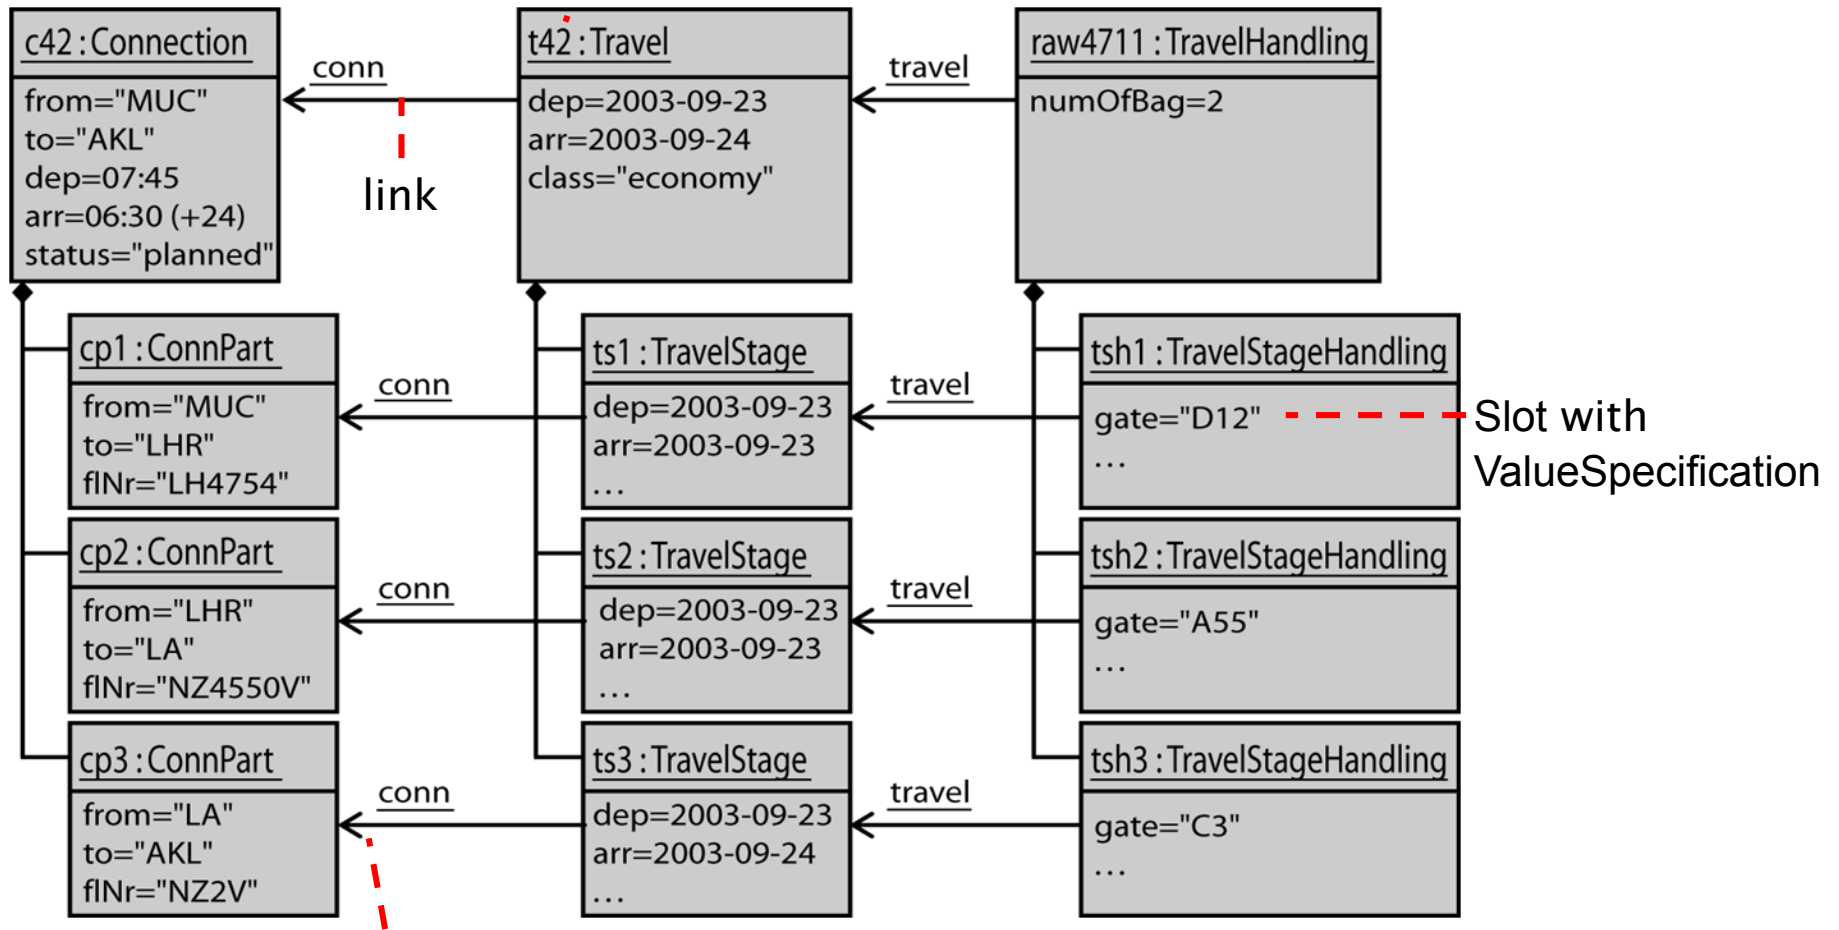 c42 : Connection
from="MUC"
to="AKL"
dep=07:45
arr=06:30 (+24)
status="planned"
conn
link
t42 : Travel
dep=2003-09-23
arr=2003-09-24
class="economy"
travel
raw4711 : TravelHandling
numOfBag=2
cp1 : ConnPart
from="MUC"
to="LHR"
flNr="LH4754"
conn
ts1 : TravelStage
dep=2003-09-23
arr=2003-09-23
...
travel
tsh1 : TravelStageHandling
gate="D12"
...
Slot with
ValueSpecification
cp2 : ConnPart
from="LHR"
to="LA"
flNr="NZ4550V"
conn
ts2 : TravelStage
dep=2003-09-23
arr=2003-09-23
...
travel
tsh2 : TravelStageHandling
gate="A55"
...
cp3 : ConnPart
from="LA"
to="AKL"
flNr="NZ2V"
conn
ts3 : TravelStage
dep=2003-09-23
arr=2003-09-24
...
travel
tsh3 : TravelStageHandling
gate="C3"
...